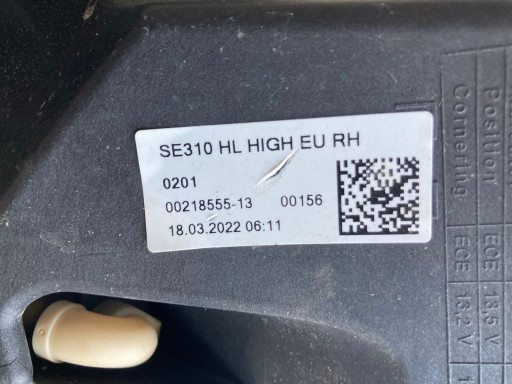 SE310 HL HIGH EU RH
0201
00218555-13 00156
18.03.2022 06:11
Position ECE 13,5 V
Cornering ECE 13,2 V